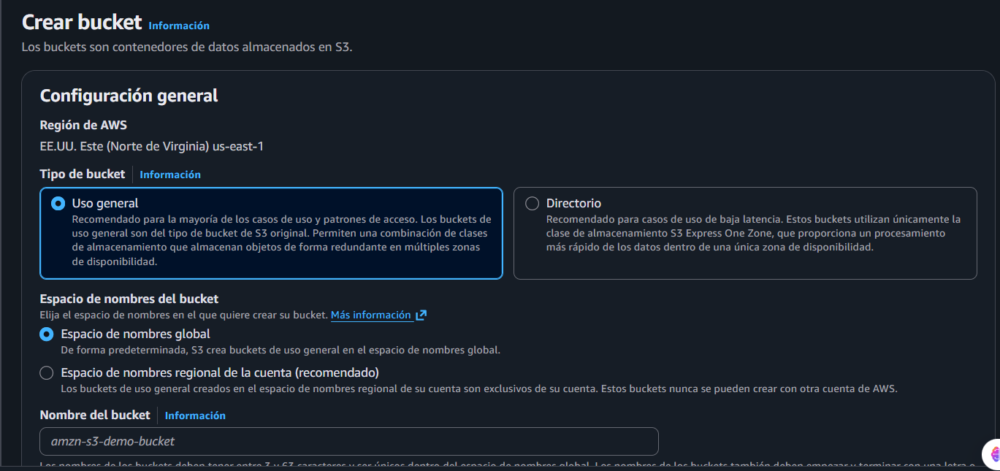 Crear bucket Información
Los buckets son contenedores de datos almacenados en S3.
Configuración general
Región de AWS
EE.UU. Este (Norte de Virginia) us-east-1
Tipo de bucket Información
Uso general
Recomendado para la mayoría de los casos de uso y patrones de acceso. Los buckets de
uso general son del tipo de bucket de S3 original. Permiten una combinación de clases
de almacenamiento que almacenan objetos de forma redundante en múltiples zonas
de disponibilidad.
Directorio
Recomendado para casos de uso de baja latencia. Estos buckets utilizan únicamente la
clase de almacenamiento S3 Express One Zone, que proporciona un procesamiento
más rápido de los datos dentro de una única zona de disponibilidad.
Espacio de nombres del bucket
Elija el espacio de nombres en el que quiere crear su bucket. Más información
Espacio de nombres global
De forma predeterminada, S3 crea buckets de uso general en el espacio de nombres global.
Espacio de nombres regional de la cuenta (recomendado)
Los buckets de uso general creados en el espacio de nombres regional de su cuenta son exclusivos de su cuenta. Estos buckets nunca se pueden crear con otra cuenta de AWS.
Nombre del bucket Información
amzn-s3-demo-bucket
Los nombres de los buckets deben tener entre 3 y 63 caracteres y ser únicos dentro del espacio de nombres global. Los nombres de los buckets también deben empezar y terminar con una letra o